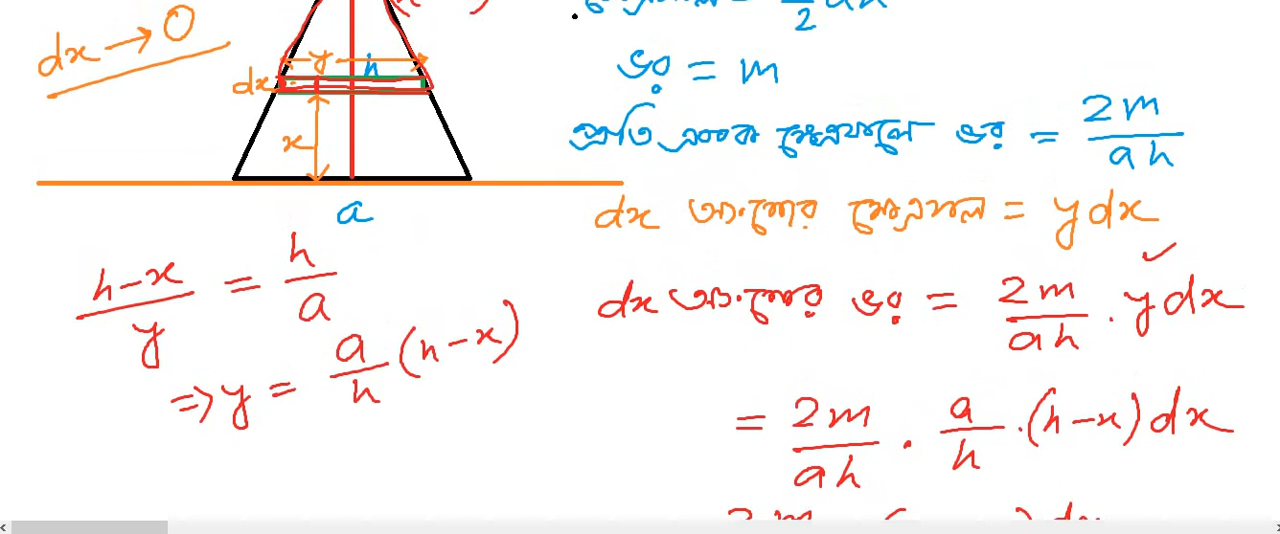 dx → 0
y
h
dx
x
a
h-x/y = h/a
⇒ y = a/h (h-x)
ভর = m
প্রতি একক ক্ষেত্রফলে ভর = 2m/ah
dx অংশের ক্ষেত্রফল = ydx
dx অংশের ভর = 2m/ah . ydx
= 2m/ah . a/h .(h-x)dx